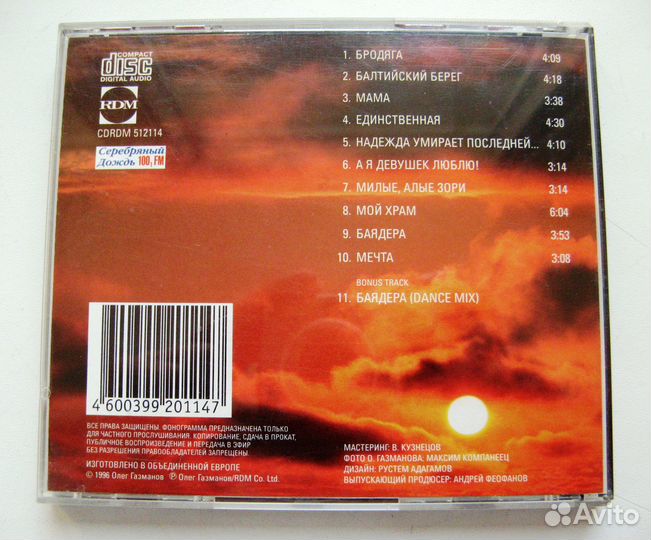 COMPACT
disc
DIGITAL AUDIO
RDM
CDRDM 512114
Серебряный
Дождь 100,1 FM
1. БРОДЯГА 4:09
2. БАЛТИЙСКИЙ БЕРЕГ 4:18
3. МАМА 3:38
4. ЕДИНСТВЕННАЯ 4:30
5. НАДЕЖДА УМИРАЕТ ПОСЛЕДНЕЙ... 4:10
6. А Я ДЕВУШЕК ЛЮБЛЮ! 3:14
7. МИЛЫЕ, АЛЫЕ ЗОРИ 3:14
8. МОЙ ХРАМ 6:04
9. БАЯДЕРА 3:53
10. МЕЧТА 3:08
BONUS TRACK
11. БАЯДЕРА (DANCE MIX)
4 600399 201147
ВСЕ ПРАВА ЗАЩИЩЕНЫ. ФОНОГРАММА ПРЕДНАЗНАЧЕНА ТОЛЬКО
ДЛЯ ЧАСТНОГО ПРОСЛУШИВАНИЯ. КОПИРОВАНИЕ, СДАЧА В ПРОКАТ,
ПУБЛИЧНОЕ ВОСПРОИЗВЕДЕНИЕ И ПЕРЕДАЧА В ЭФИР
БЕЗ РАЗРЕШЕНИЯ ПРАВООБЛАДАТЕЛЕЙ ЗАПРЕЩЕНЫ.
ИЗГОТОВЛЕНО В ОБЪЕДИНЕННОЙ ЕВРОПЕ
© 1996 Олег Газманов ℗ Олег Газманов/RDM Co. Ltd.
МАСТЕРИНГ: В. КУЗНЕЦОВ
ФОТО О. ГАЗМАНОВА: МАКСИМ КОМПАНЕЕЦ
ДИЗАЙН: РУСТЕМ АДАГАМОВ
ВЫПУСКАЮЩИЙ ПРОДЮСЕР: АНДРЕЙ ФЕОФАНОВ
Avito